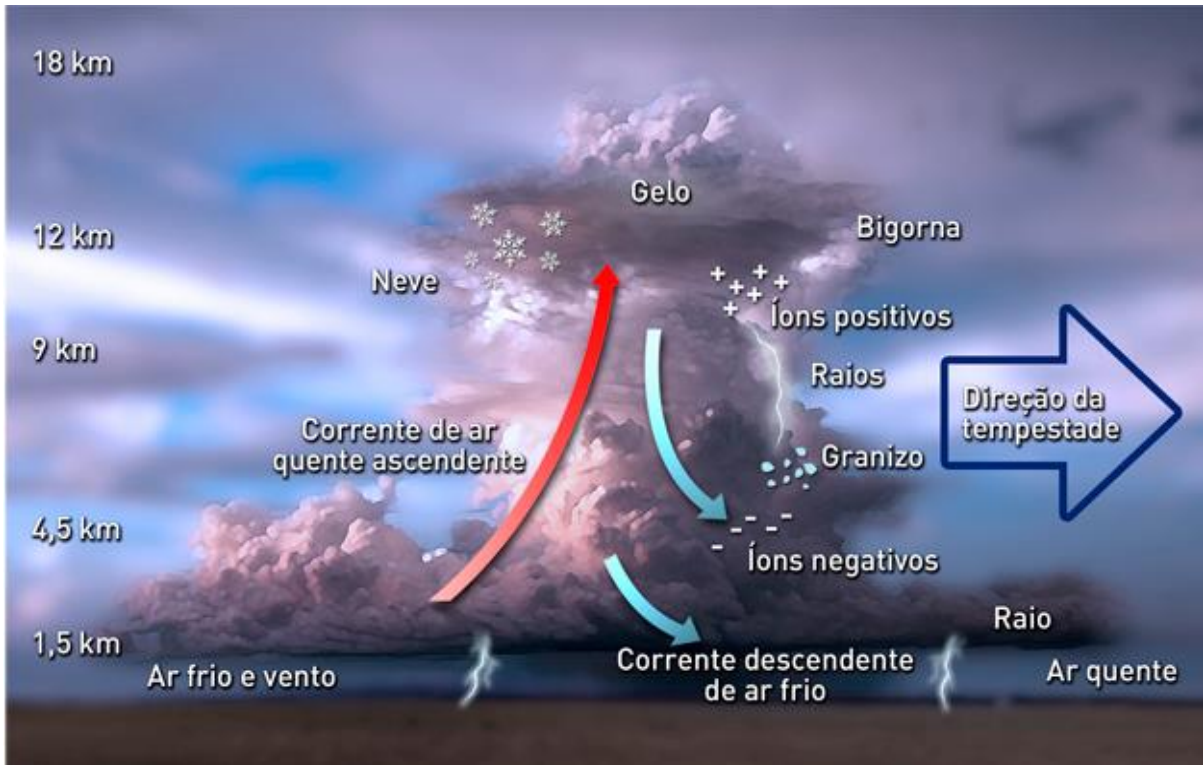 18 km
Gelo
12 km
Bigorna
Neve
Íons positivos
9 km
Raios
Direção da
tempestade
Corrente de ar
quente ascendente
Granizo
4,5 km
Íons negativos
Raio
1,5 km
Ar frio e vento
Corrente descendente
de ar frio
Ar quente